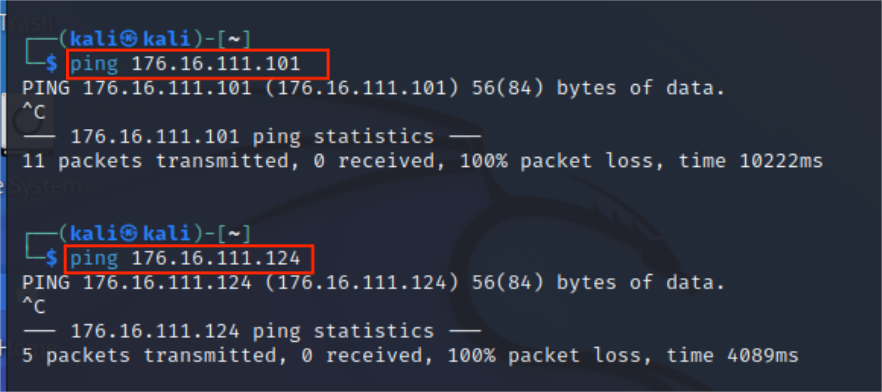 Trash
┌──(kali㉿kali)-[~]
└─$ ping 176.16.111.101
PING 176.16.111.101 (176.16.111.101) 56(84) bytes of data.
^C
--- 176.16.111.101 ping statistics ---
11 packets transmitted, 0 received, 100% packet loss, time 10222ms
e System
┌──(kali㉿kali)-[~]
└─$ ping 176.16.111.124
PING 176.16.111.124 (176.16.111.124) 56(84) bytes of data.
^C
--- 176.16.111.124 ping statistics ---
5 packets transmitted, 0 received, 100% packet loss, time 4089ms